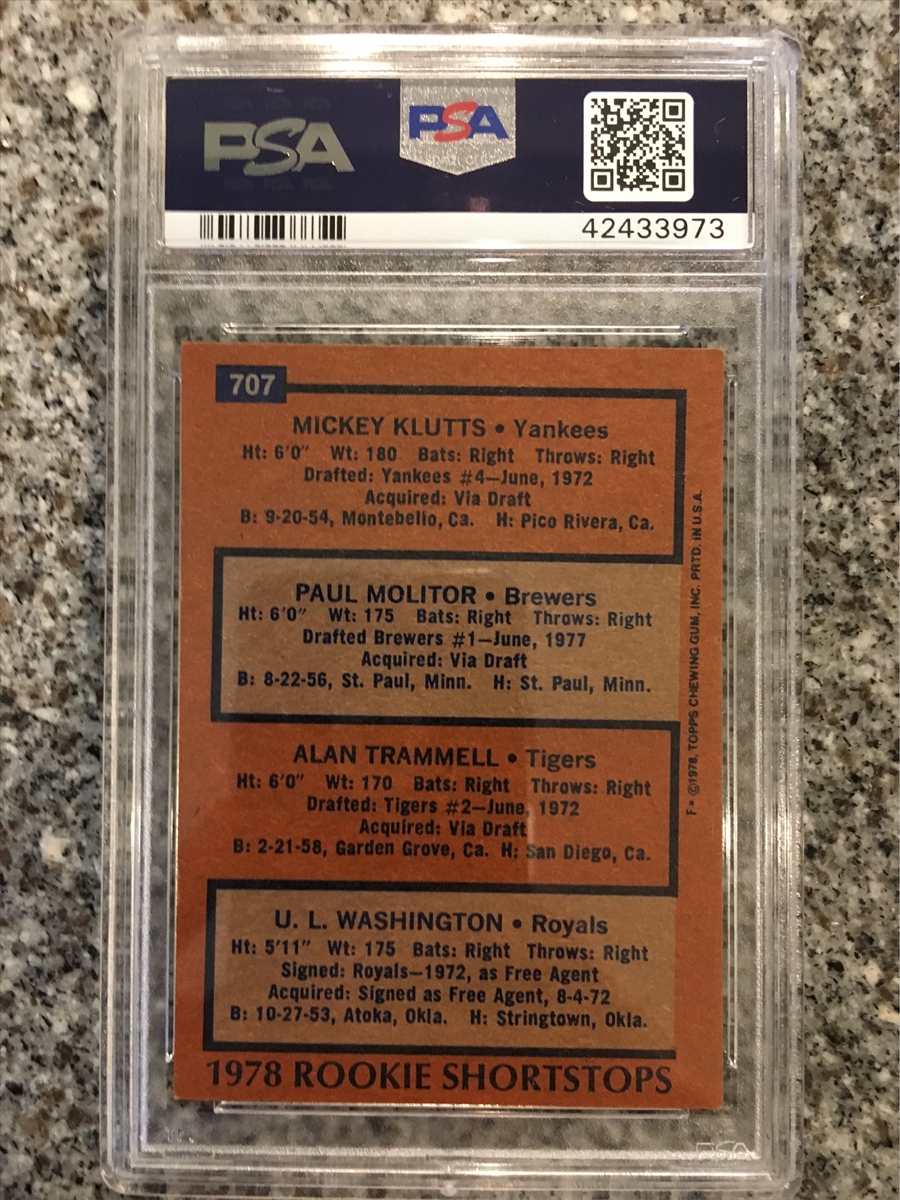 PSA
PSA
42433973
707
MICKEY KLUTTS • Yankees
Ht: 6'0" Wt: 180 Bats: Right Throws: Right
Drafted: Yankees #4—June, 1972
Acquired: Via Draft
B: 9-20-54, Montebello, Ca. H: Pico Rivera, Ca.
PAUL MOLITOR • Brewers
Ht: 6'0" Wt: 175 Bats: Right Throws: Right
Drafted Brewers #1—June, 1977
Acquired: Via Draft
B: 8-22-56, St. Paul, Minn. H: St. Paul, Minn.
ALAN TRAMMELL • Tigers
Ht: 6'0" Wt: 170 Bats: Right Throws: Right
Drafted: Tigers #2—June, 1972
Acquired: Via Draft
B: 2-21-58, Garden Grove, Ca. H: San Diego, Ca.
U. L. WASHINGTON • Royals
Ht: 5'11" Wt: 175 Bats: Right Throws: Right
Signed: Royals—1972, as Free Agent
Acquired: Signed as Free Agent, 8-4-72
B: 10-27-53, Atoka, Okla. H: Stringtown, Okla.
1978 ROOKIE SHORTSTOPS
F* ©1978, TOPPS CHEWING GUM, INC. PRTD. IN U.S.A.
PSA